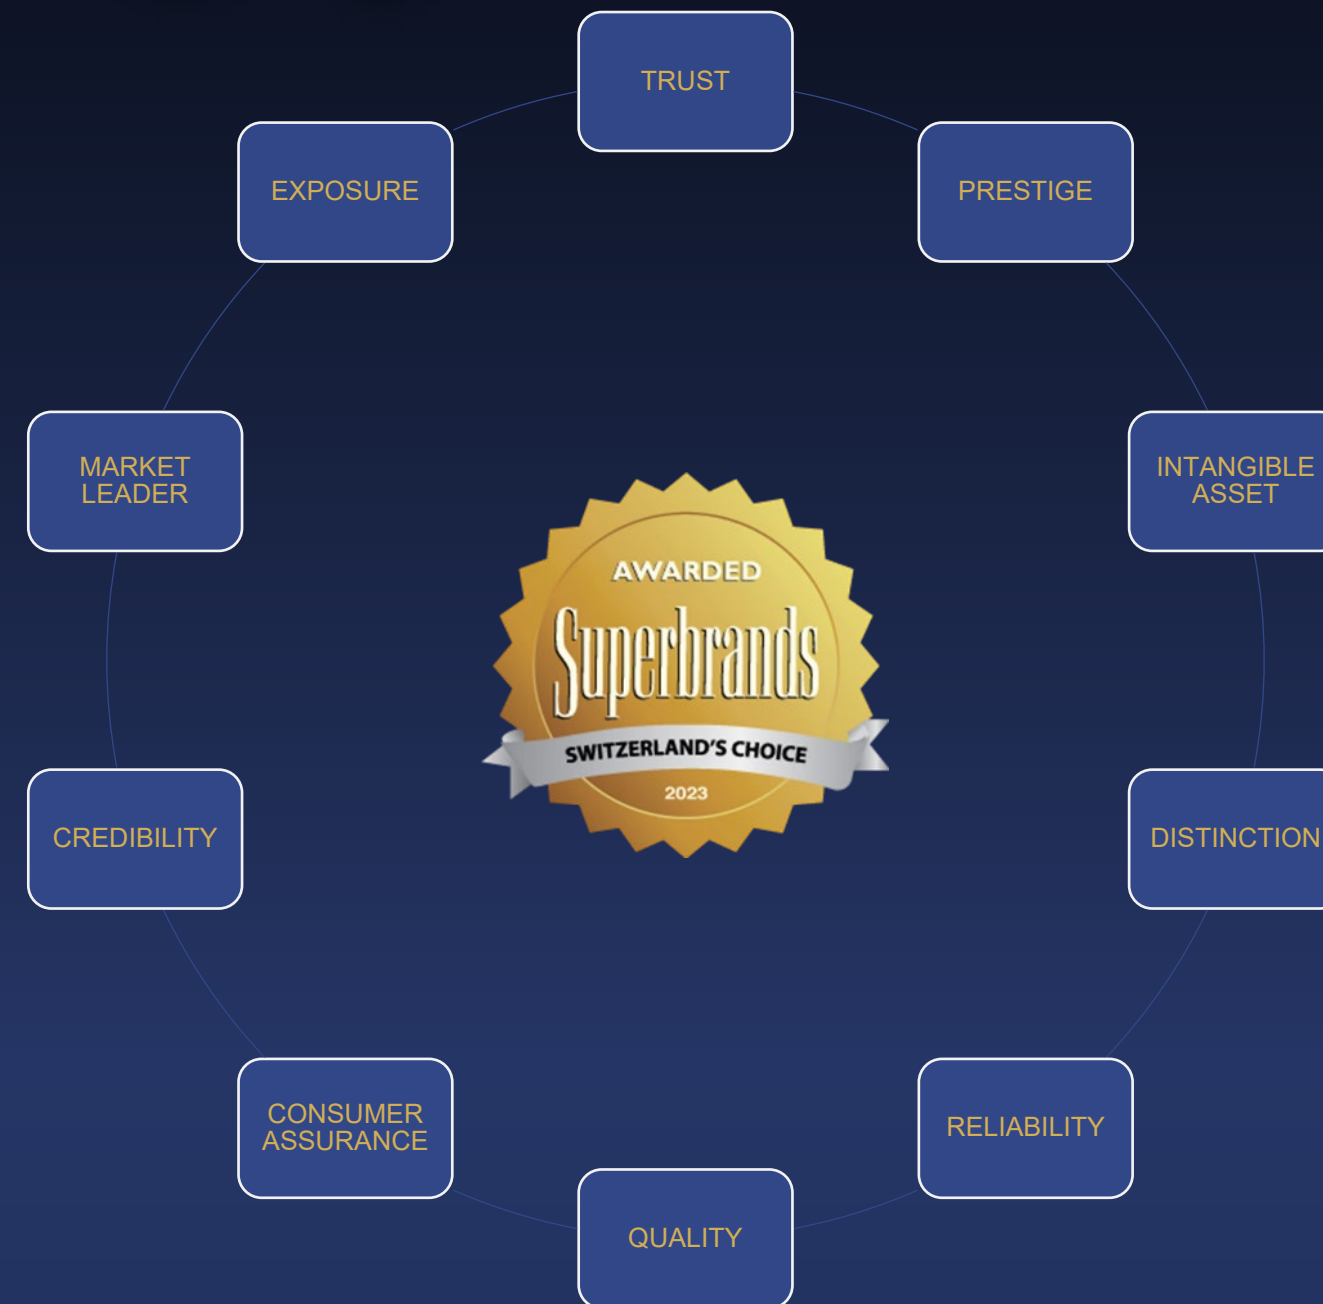 TRUST
EXPOSURE
PRESTIGE
MARKET
LEADER
INTANGIBLE
ASSET
AWARDED
Superbrands
SWITZERLAND'S CHOICE
2023
CREDIBILITY
DISTINCTION
CONSUMER
ASSURANCE
RELIABILITY
QUALITY